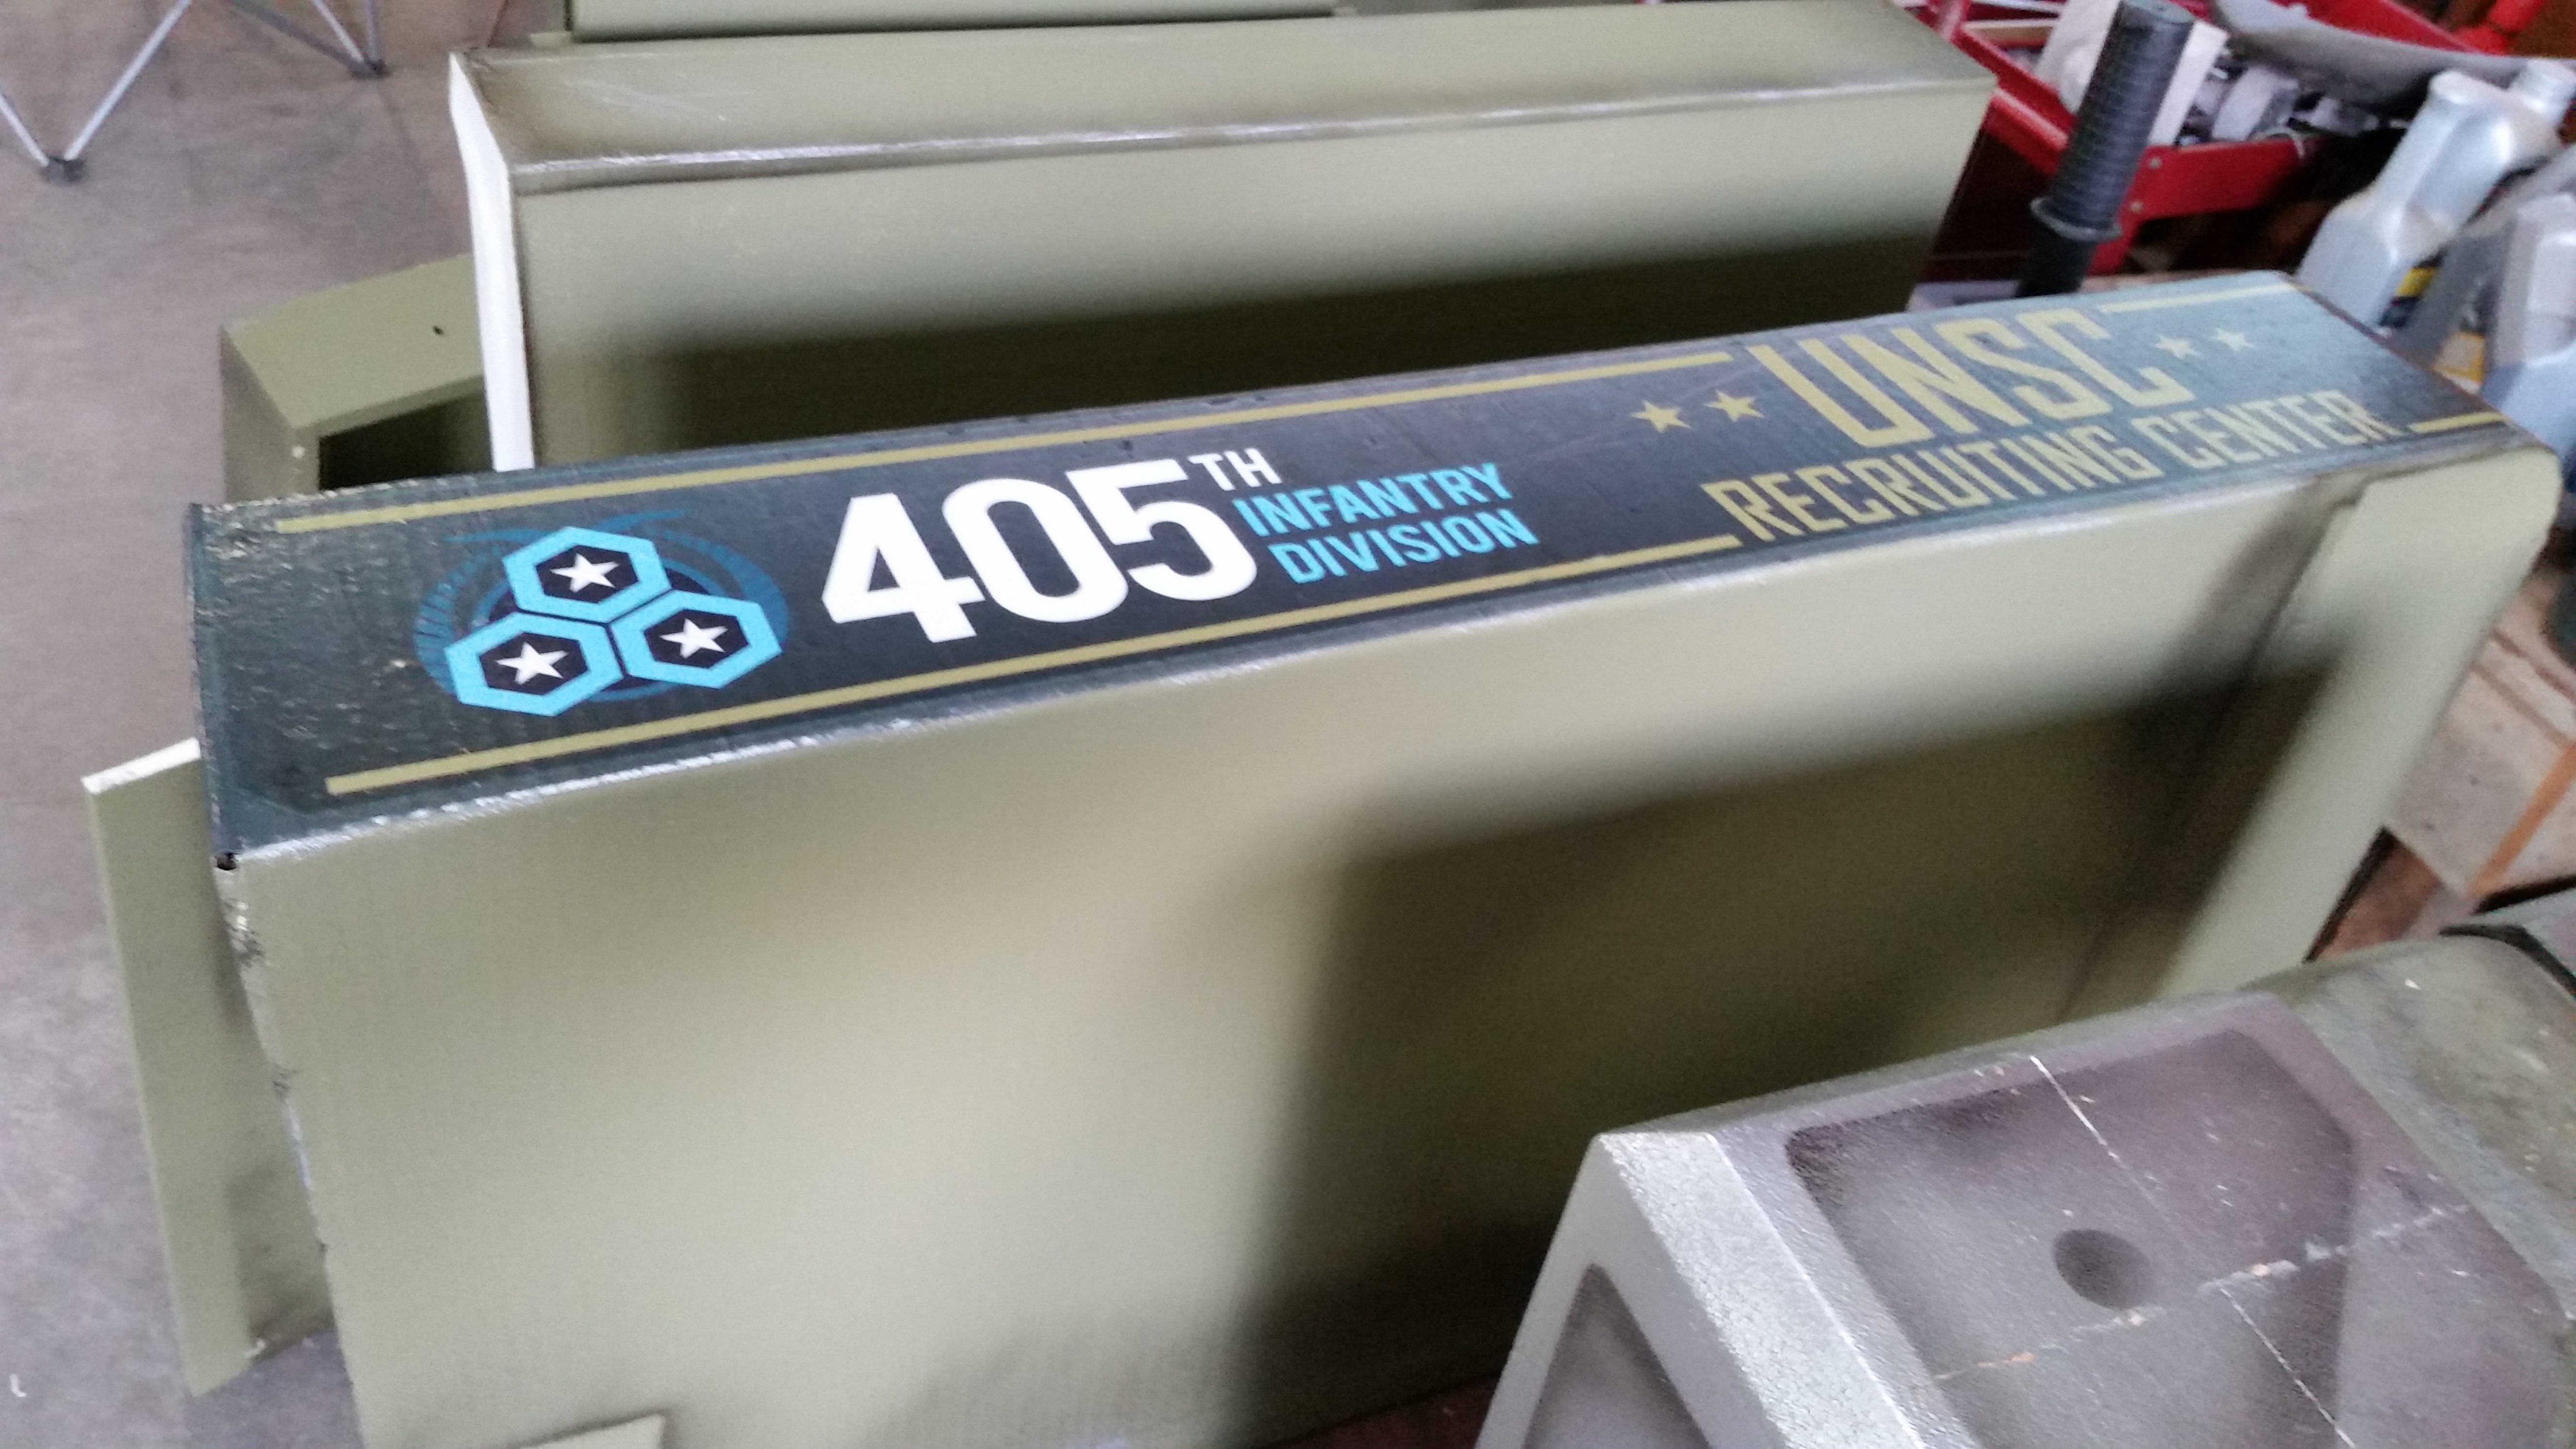 405TH
INFANTRY
DIVISION
UNSC
RECRUITING CENTER